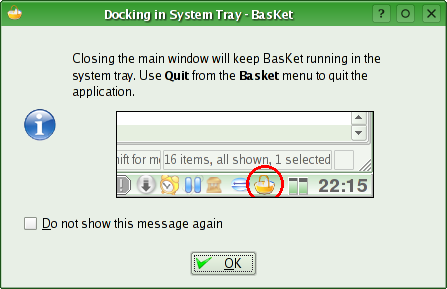 Docking in System Tray - BasKet
Closing the main window will keep BasKet running in the
system tray. Use Quit from the Basket menu to quit the
application.
hift for m 16 items, all shown, 1 selected
22:15
Do not show this message again
OK